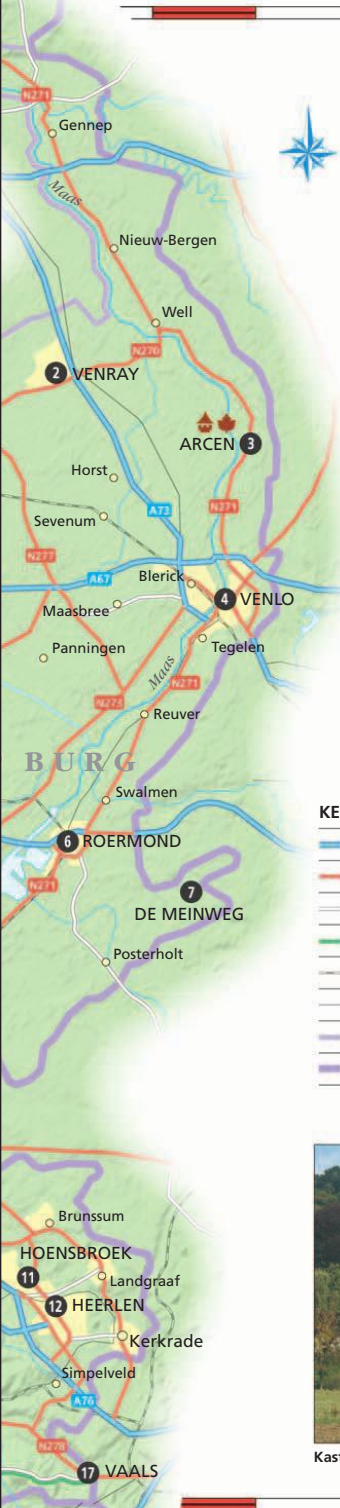 N271
Gennep
Maas
Nieuw-Bergen
Well
N270
2 VENRAY
ARCEN 3
Horst
A73
N271
Sevenum
N277
A67
Blerick
4 VENLO
Maasbree
Tegelen
Panningen
Maas
N271
N273
Reuver
BURG
Swalmen
KE
6 ROERMOND
N271
7
DE MEINWEG
Posterholt
Brunssum
HOENSBROEK
11
Landgraaf
12 HEERLEN
Kerkrade
Simpelveld
A76
N278
17 VAALS
Kast